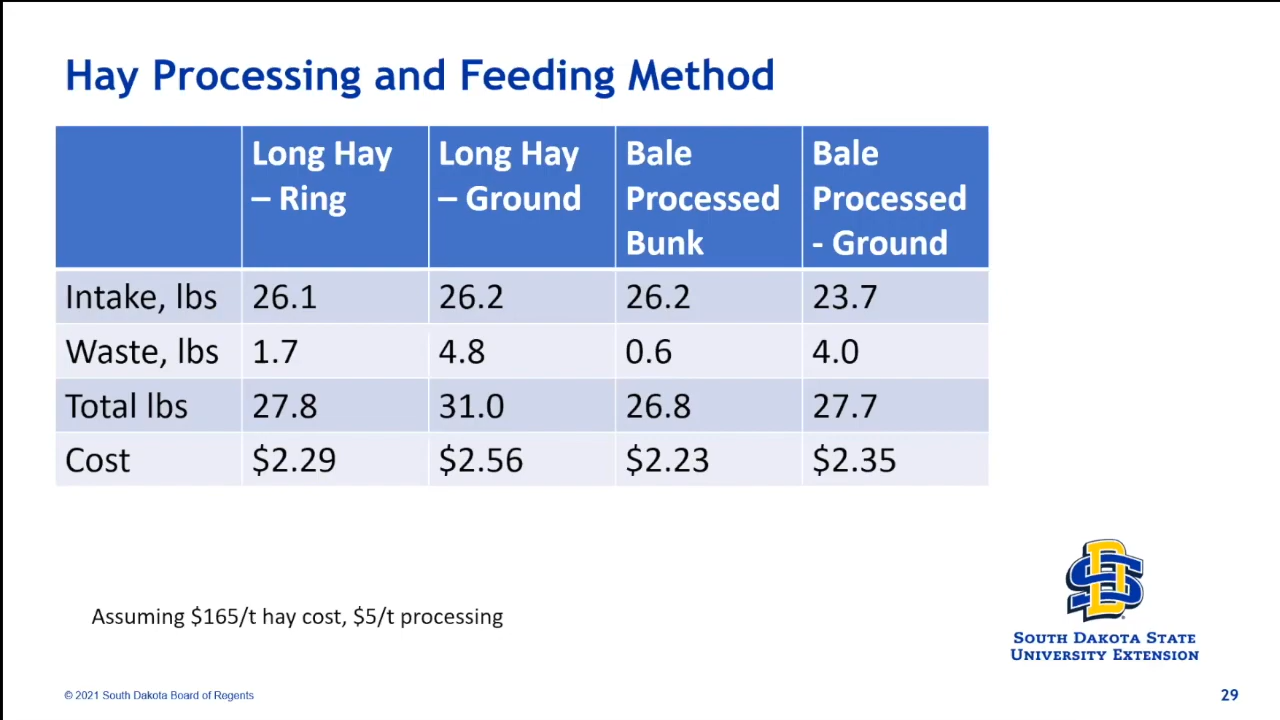 Hay Processing and Feeding Method
Long Hay – Ring
Long Hay – Ground
Bale Processed Bunk
Bale Processed - Ground
Intake, lbs 26.1 26.2 26.2 23.7
Waste, lbs 1.7 4.8 0.6 4.0
Total lbs 27.8 31.0 26.8 27.7
Cost $2.29 $2.56 $2.23 $2.35
Assuming $165/t hay cost, $5/t processing
SOUTH DAKOTA STATE
UNIVERSITY EXTENSION
© 2021 South Dakota Board of Regents
29